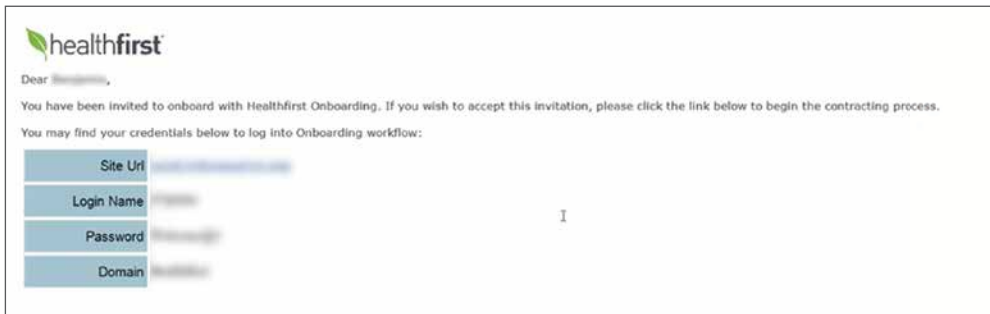 healthfirst
Dear
You have been invited to onboard with Healthfirst Onboarding. If you wish to accept this invitation, please click the link below to begin the contracting process.
You may find your credentials below to log into Onboarding workflow:
Site Url
Login Name
Password
Domain